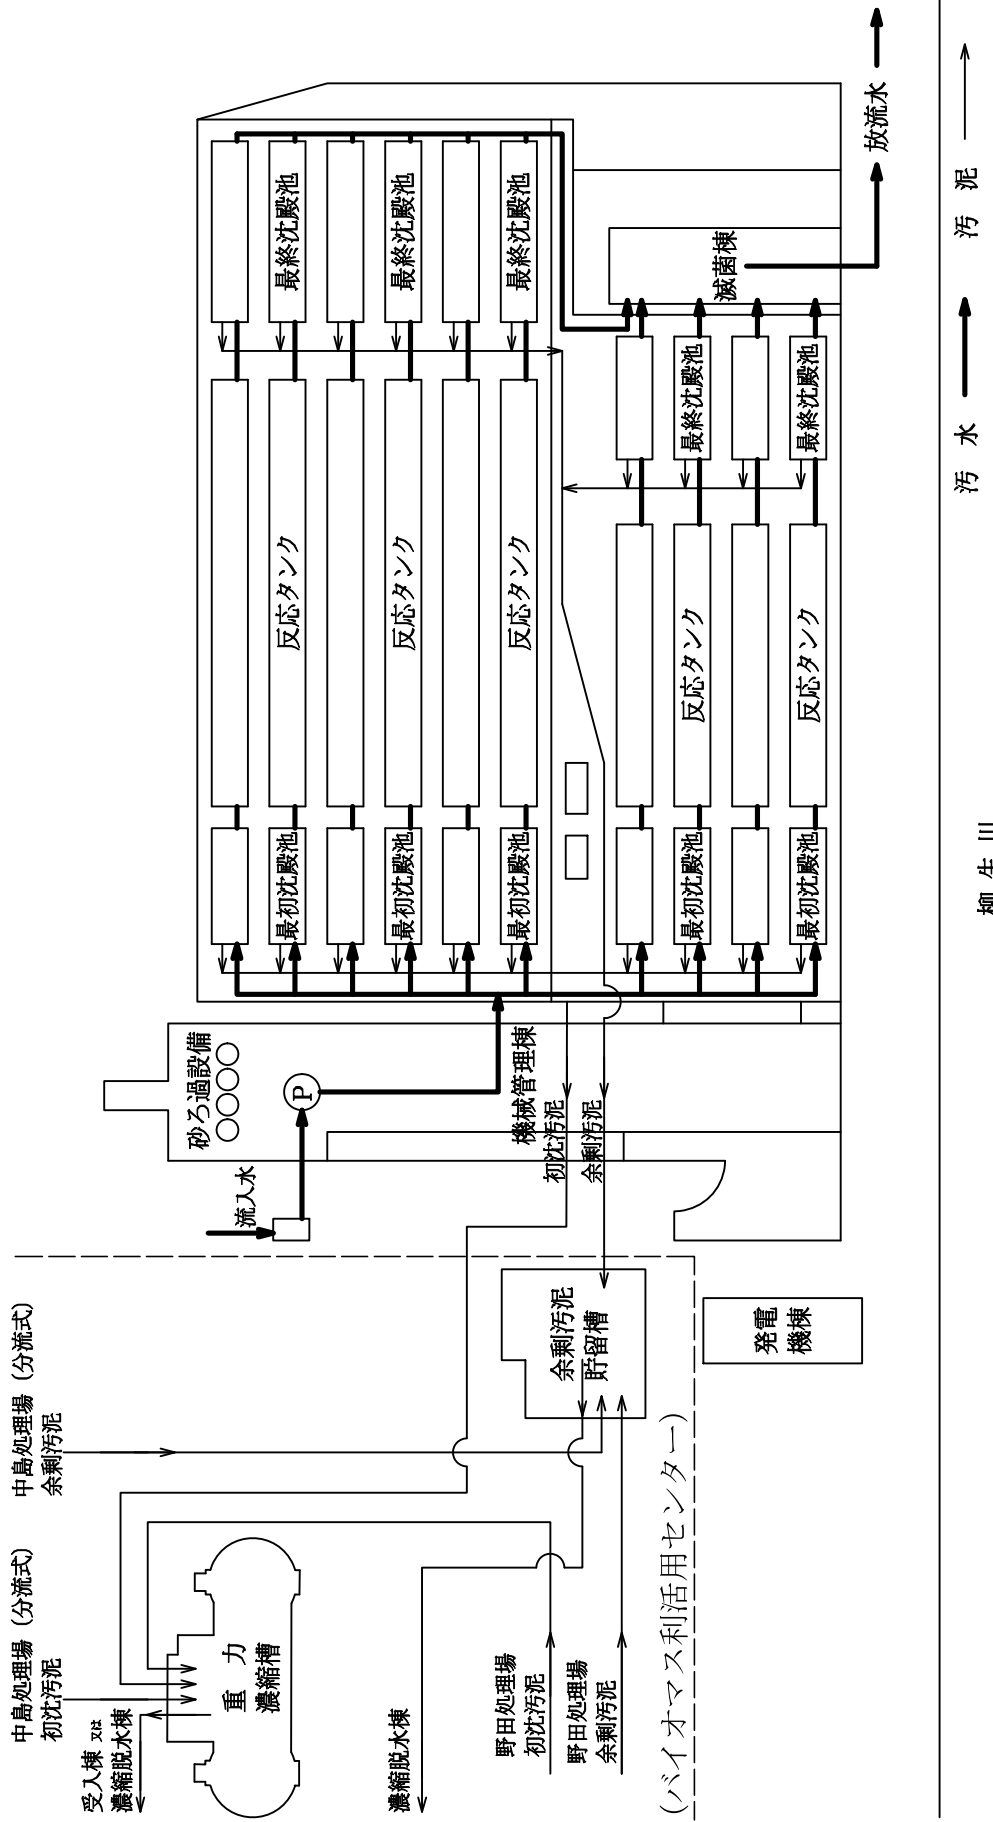 中島処理場 (分流式)
初沈汚泥
中島処理場 (分流式)
余剰汚泥
受入棟 又は
濃縮脱水棟
重 力
濃縮槽
濃縮脱水棟
野田処理場
初沈汚泥
野田処理場
余剰汚泥
(バイオマス利活用センター)
余剰汚泥
貯留槽
発電
機棟
流入水
砂ろ過設備
P
機械管理棟
初沈汚泥
余剰汚泥
最初沈殿池
最初沈殿池
最初沈殿池
最初沈殿池
最初沈殿池
反応タンク
反応タンク
反応タンク
反応タンク
反応タンク
最終沈殿池
最終沈殿池
最終沈殿池
最終沈殿池
最終沈殿池
滅菌棟
放流水
汚 水
汚 泥
柳 生 川